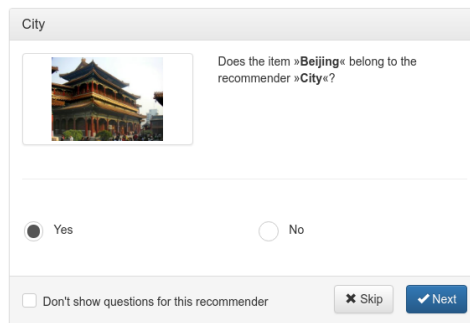 City
Does the item »Beijing« belong to the
recommender »City«?
Yes
No
Don't show questions for this recommender
Skip
Next